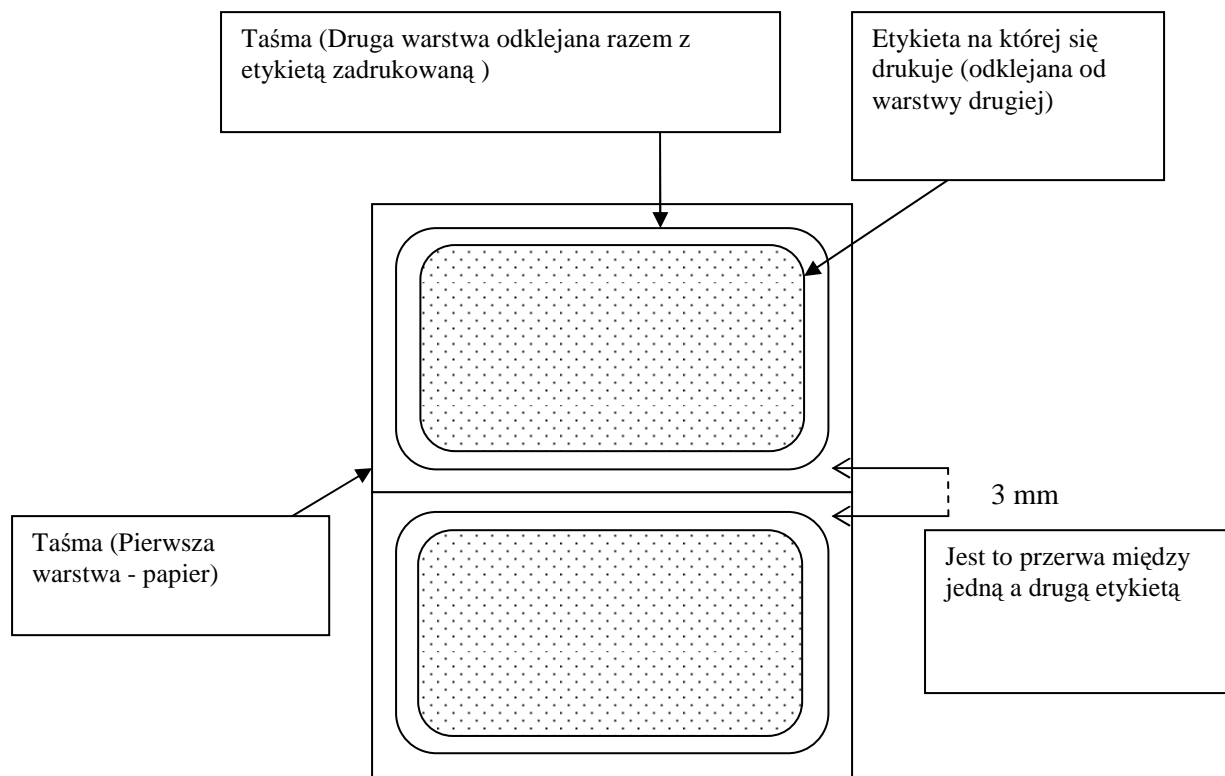 Taśma (Druga warstwa odklejana razem z
etykietą zadrukowaną )
Etykieta na której się
drukuje (odklejana od
warstwy drugiej)
3 mm
Taśma (Pierwsza
warstwa - papier)
Jest to przerwa między
jedną a drugą etykietą